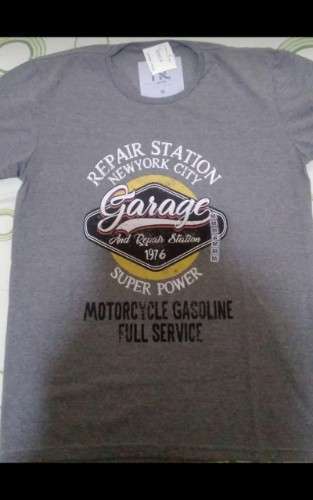 REPAIR STATION
NEWYORK CITY
Garage
And Repair Station
1976
SUPER POWER
MOTORCYCLE GASOLINE
FULL SERVICE